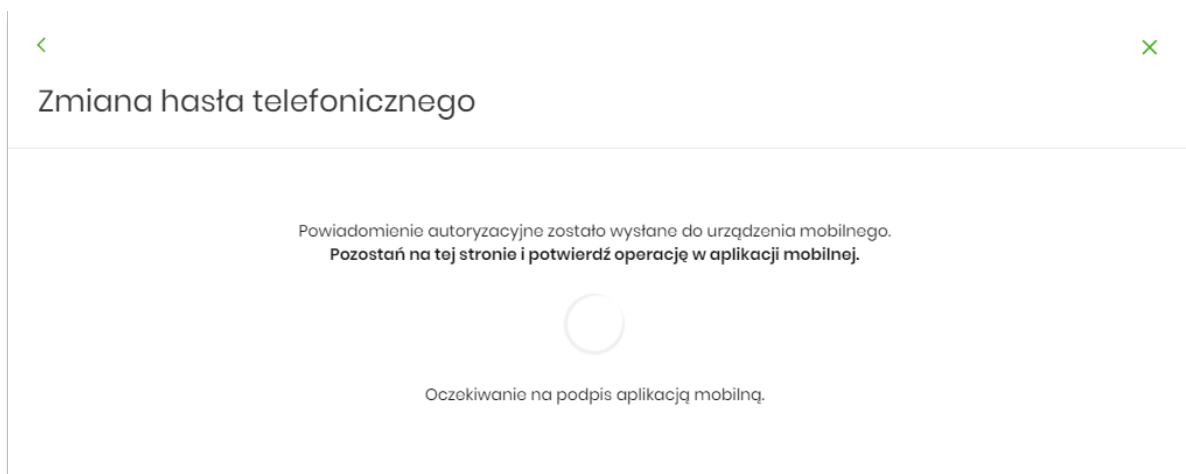 Zmiana hasła telefonicznego
Powiadomienie autoryzacyjne zostało wysłane do urządzenia mobilnego.
Pozostań na tej stronie i potwierdź operację w aplikacji mobilnej.
Oczekiwanie na podpis aplikacją mobilną.